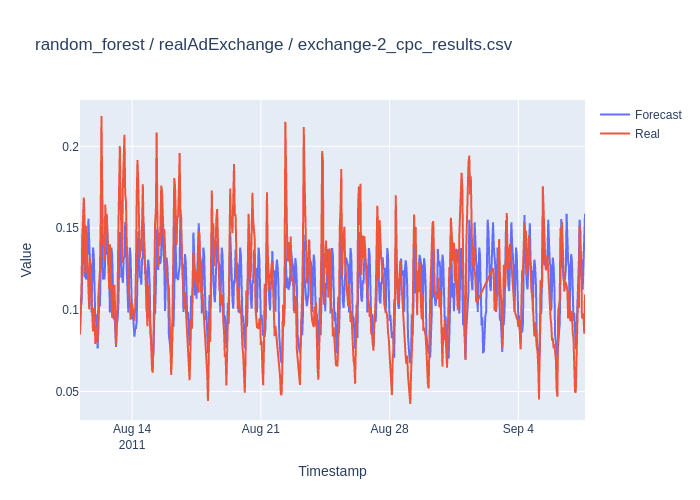 random_forest / realAdExchange / exchange-2_cpc_results.csv
Forecast
Real
0.2
0.15
0.1
0.05
Value
Aug 14
2011
Aug 21
Aug 28
Sep 4
Timestamp